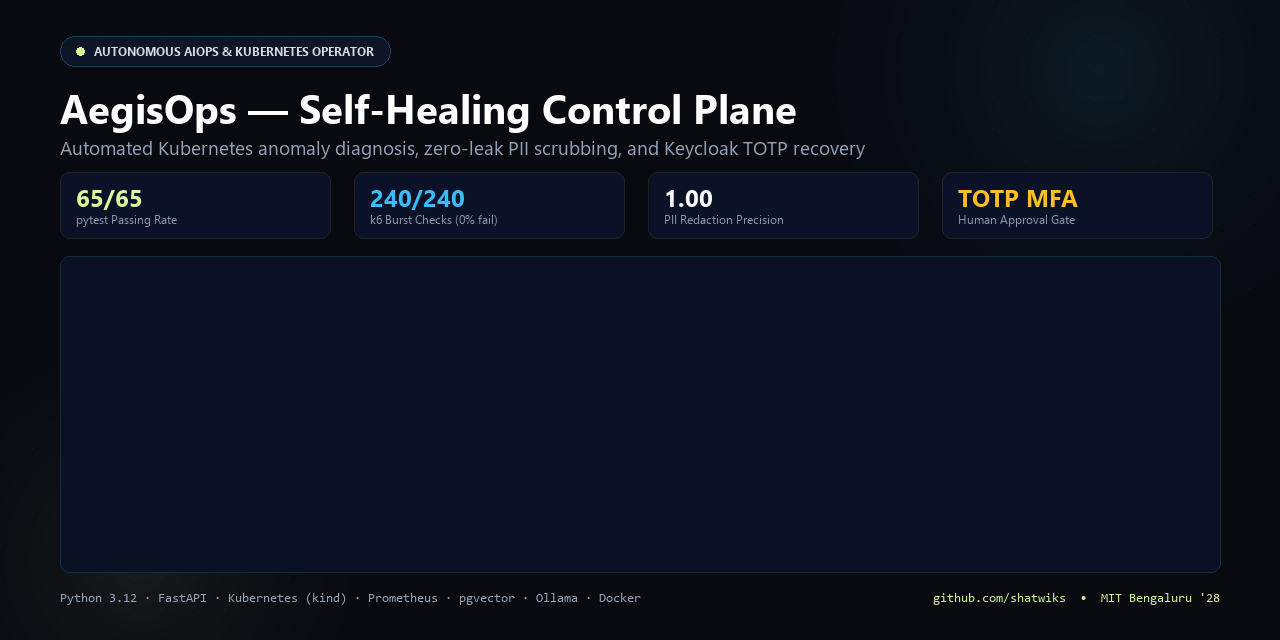 AUTONOMOUS AIOPS & KUBERNETES OPERATOR
AegisOps — Self-Healing Control Plane
Automated Kubernetes anomaly diagnosis, zero-leak PII scrubbing, and Keycloak TOTP recovery
65/65
pytest Passing Rate
240/240
k6 Burst Checks (0% fail)
1.00
PII Redaction Precision
TOTP MFA
Human Approval Gate
Python 3.12 · FastAPI · Kubernetes (kind) · Prometheus · pgvector · Ollama · Docker
github.com/shatwiks • MIT Bengaluru '28